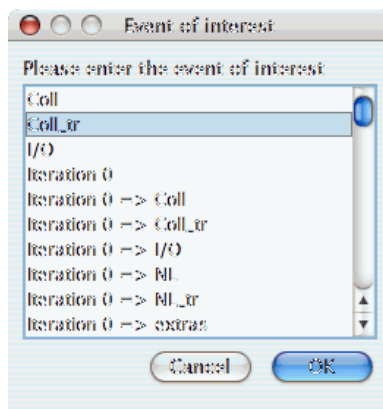 Event of interest
Please enter the event of interest
Coll
Coll_tr
I/O
Iteration 0
Iteration 0 => Coll
Iteration 0 => Coll_tr
Iteration 0 => I/O
Iteration 0 => NL
Iteration 0 => NL_tr
Iteration 0 => extras
Cancel OK